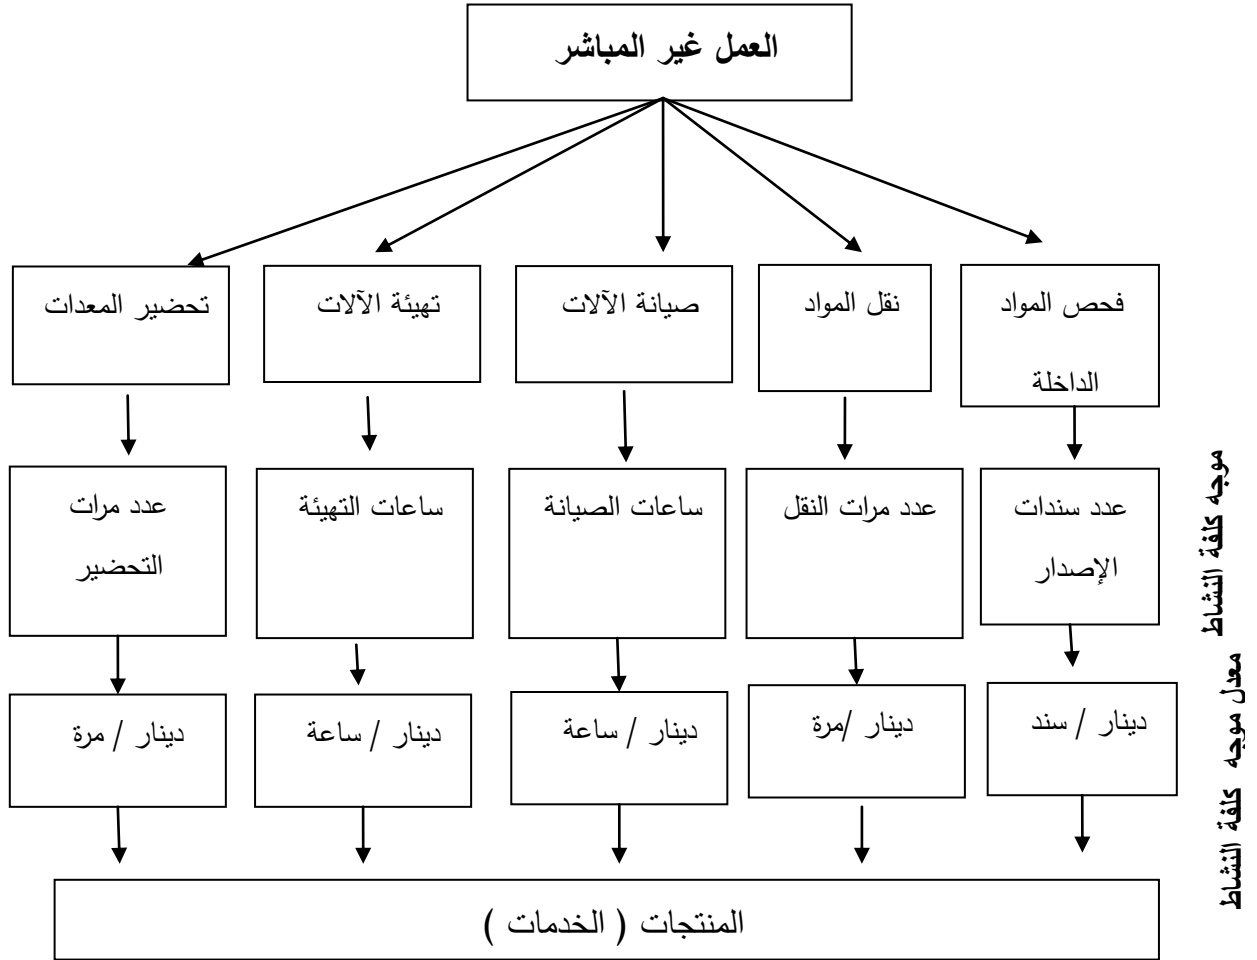 العمل غير المباشر
فحص المواد
الداخلة
نقل المواد
صيانة الآلات
تهيئة الآلات
تحضير المعدات
عدد سندات
الإصدار
عدد مرات النقل
ساعات الصيانة
ساعات التهيئة
عدد مرات
التحضير
موجه كلفة النشاط
دينار / سند
دينار /مرة
دينار / ساعة
دينار / ساعة
دينار / مرة
معدل موجه كلفة النشاط
المنتجات ( الخدمات )